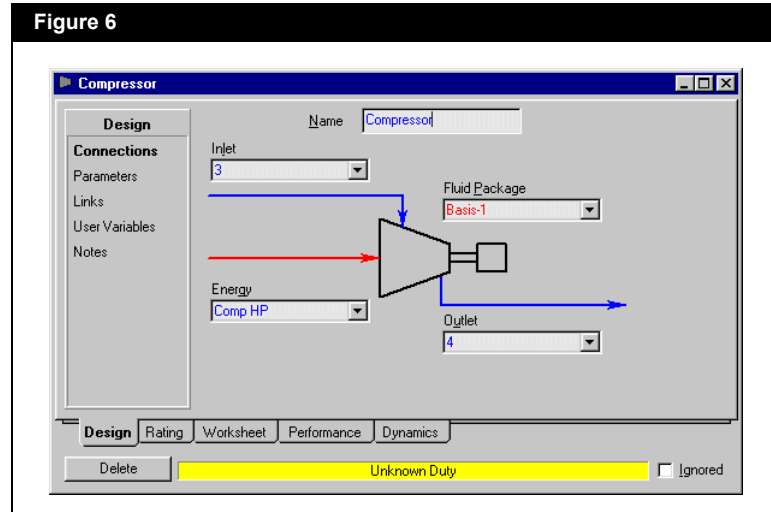 Figure 6
Compressor
Design
Connections
Parameters
Links
User Variables
Notes
Name Compressor
Inlet
3
Fluid Package
Basis-1
Energy
Comp HP
Outlet
4
Design Rating Worksheet Performance Dynamics
Delete Unknown Duty Ignored